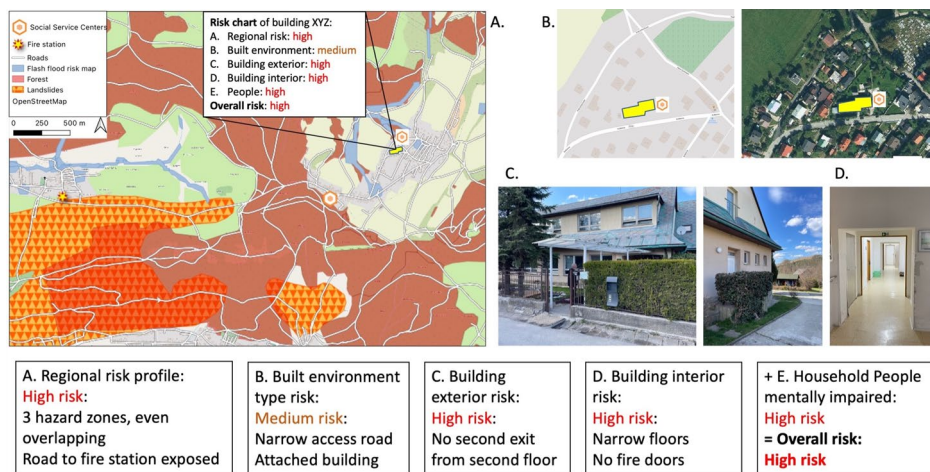 Social Service Centers
Fire station
Roads
Flash flood risk map
Forest
Landslides
OpenStreetMap
0 250 500 m
Risk chart of building XYZ:
A. Regional risk: high
B. Built environment: medium
C. Building exterior: high
D. Building interior: high
E. People: high
Overall risk: high
A.
B.
C.
D.
A. Regional risk profile:
High risk:
3 hazard zones, even
overlapping
Road to fire station exposed
B. Built environment
type risk:
Medium risk:
Narrow access road
Attached building
C. Building
exterior risk:
High risk:
No second exit
from second floor
D. Building interior
risk:
High risk:
Narrow floors
No fire doors
+ E. Household People
mentally impaired:
High risk
= Overall risk:
High risk